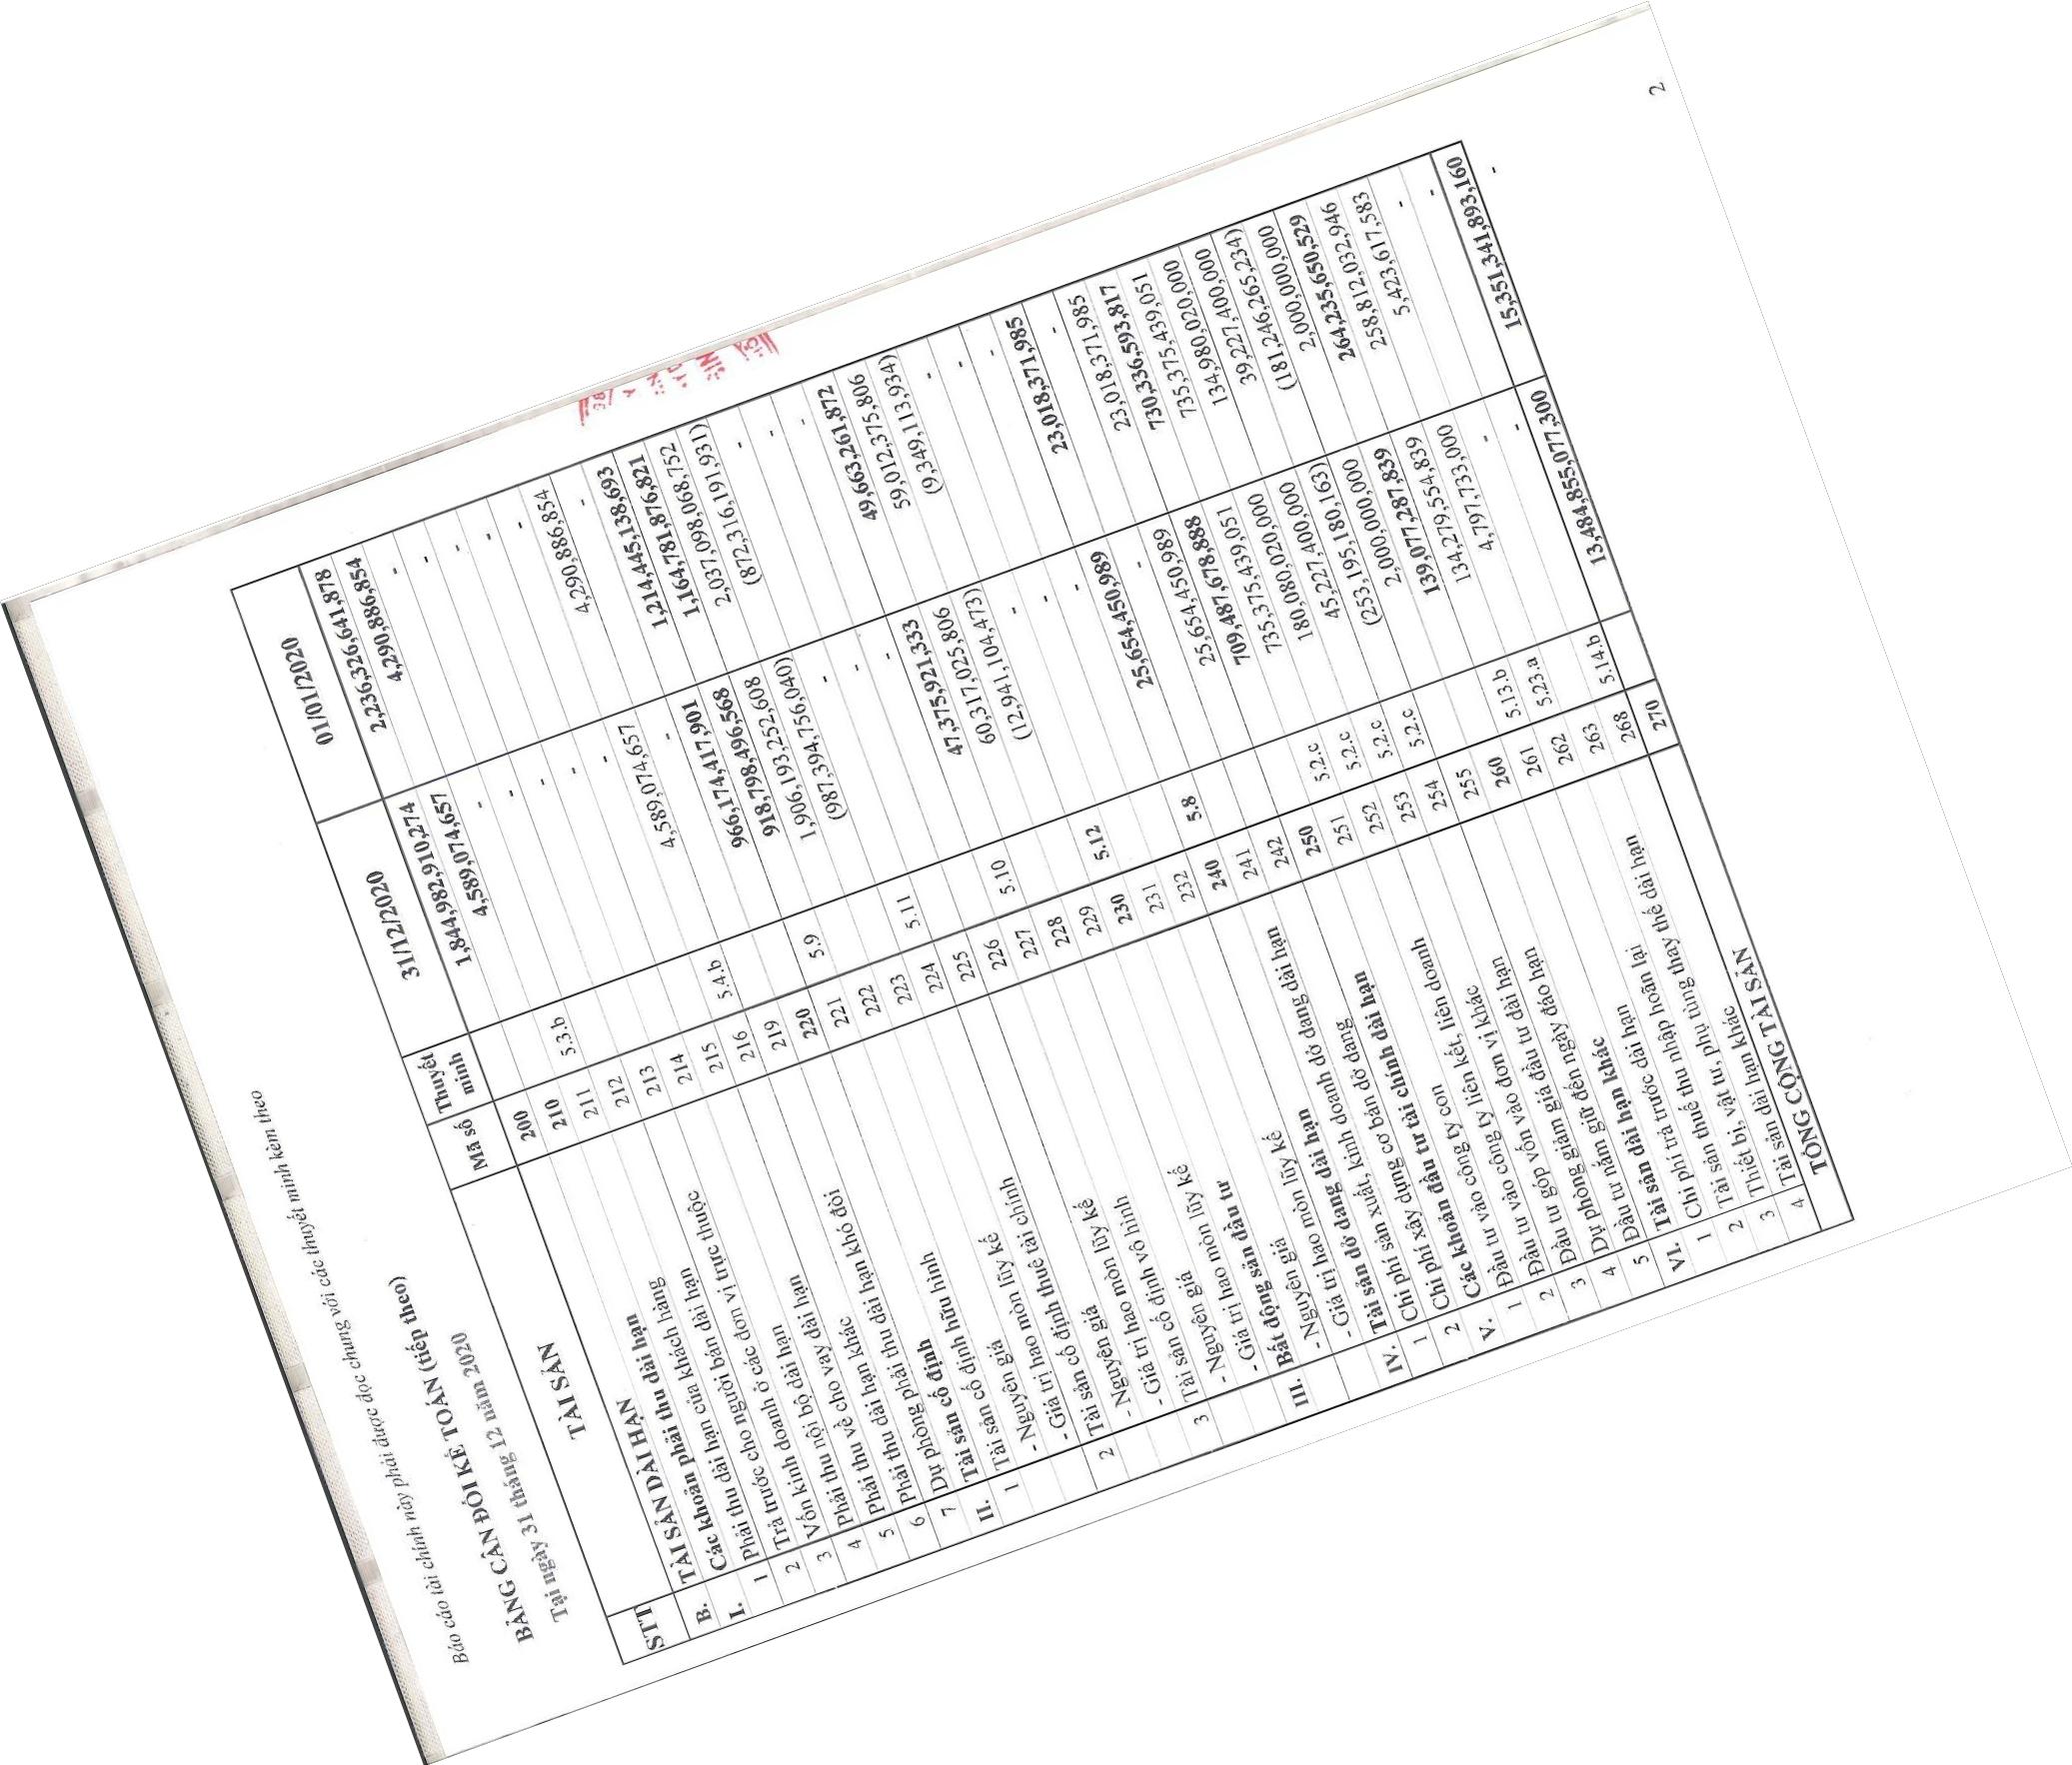 Báo cáo tài chính này phải được đọc chung với các thuyết minh kèm theo
BẢNG CÂN ĐỐI KẾ TOÁN (tiếp theo)
Tại ngày 31 tháng 12 năm 2020
STT TÀI SẢN Mã số Thuyết minh 31/12/2020 01/01/2020
B. TÀI SẢN DÀI HẠN 200 1,844,982,910,274 2,236,326,641,878
I. Các khoản phải thu dài hạn 210 4,589,074,657 4,290,886,854
1 Phải thu dài hạn của khách hàng 211 5.3.b - -
2 Trả trước cho người bán dài hạn 212 - -
3 Vốn kinh doanh ở các đơn vị trực thuộc 213 - -
4 Phải thu nội bộ dài hạn 214 - -
5 Phải thu về cho vay dài hạn 215 - -
6 Phải thu dài hạn khác 216 5.4.b 4,589,074,657 4,290,886,854
7 Dự phòng phải thu dài hạn khó đòi 219 - -
II. Tài sản cố định 220 966,174,417,901 1,214,445,138,693
1 Tài sản cố định hữu hình 221 5.9 918,798,496,568 1,164,781,876,821
- Nguyên giá 222 1,906,193,252,608 2,037,098,068,752
- Giá trị hao mòn lũy kế 223 (987,394,756,040) (872,316,191,931)
2 Tài sản cố định thuê tài chính 224 5.11 - -
- Nguyên giá 225 - -
- Giá trị hao mòn lũy kế 226 - -
3 Tài sản cố định vô hình 227 5.10 47,375,921,333 49,663,261,872
- Nguyên giá 228 60,317,025,806 59,012,375,806
- Giá trị hao mòn lũy kế 229 (12,941,104,473) (9,349,113,934)
III. Bất động sản đầu tư 230 5.12 - -
- Nguyên giá 231 - -
- Giá trị hao mòn lũy kế 232 - -
IV. Tài sản dở dang dài hạn 240 5.8 25,654,450,989 23,018,371,985
1 Chi phí sản xuất, kinh doanh dở dang dài hạn 241 - -
2 Chi phí xây dựng cơ bản dở dang 242 25,654,450,989 23,018,371,985
V. Các khoản đầu tư tài chính dài hạn 250 709,487,678,888 730,336,593,817
1 Đầu tư vào công ty con 251 5.2.c 735,375,439,051 735,375,439,051
2 Đầu tư vào công ty liên kết, liên doanh 252 5.2.c 180,080,020,000 134,980,020,000
3 Đầu tư góp vốn vào đơn vị khác 253 5.2.c 45,227,400,000 39,227,400,000
4 Dự phòng giảm giá đầu tư dài hạn 254 5.2.c (253,195,180,163) (181,246,265,234)
5 Đầu tư nắm giữ đến ngày đáo hạn 255 2,000,000,000 2,000,000,000
VI. Tài sản dài hạn khác 260 139,077,287,839 264,235,650,529
1 Chi phí trả trước dài hạn 261 5.13.b 134,279,554,839 258,812,032,946
2 Tài sản thuế thu nhập hoãn lại 262 5.23.a 4,797,733,000 5,423,617,583
3 Thiết bị, vật tư, phụ tùng thay thế dài hạn 263 - -
4 Tài sản dài hạn khác 268 5.14.b - -
TỔNG CỘNG TÀI SẢN 270 13,484,855,077,300 15,351,341,893,160
-
2